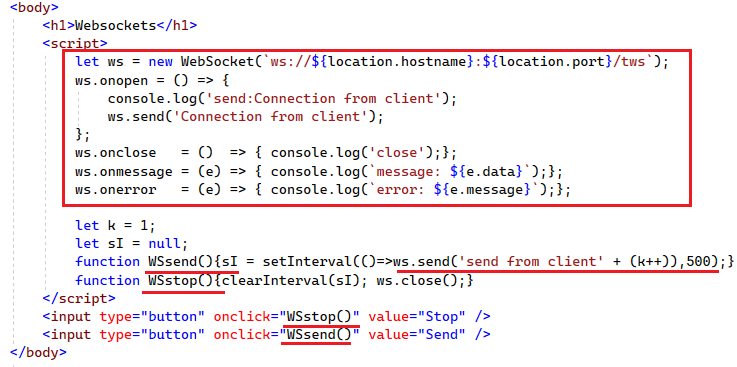 <body>
<h1>Websockets</h1>
<script>
let ws = new WebSocket(`ws://${location.hostname}:${location.port}/tws`);
ws.onopen = () => {
console.log('send:Connection from client');
ws.send('Connection from client');
};
ws.onclose   = ()  => { console.log('close');};
ws.onmessage = (e) => { console.log(`message: ${e.data}`);};
ws.onerror   = (e) => { console.log(`error: ${e.message}`);};
let k = 1;
let sI = null;
function WSsend(){sI = setInterval(()=>ws.send('send from client' + (k++)),500);}
function WSstop(){clearInterval(sI); ws.close();}
</script>
<input type="button" onclick="WSstop()" value="Stop" />
<input type="button" onclick="WSsend()" value="Send" />
</body>